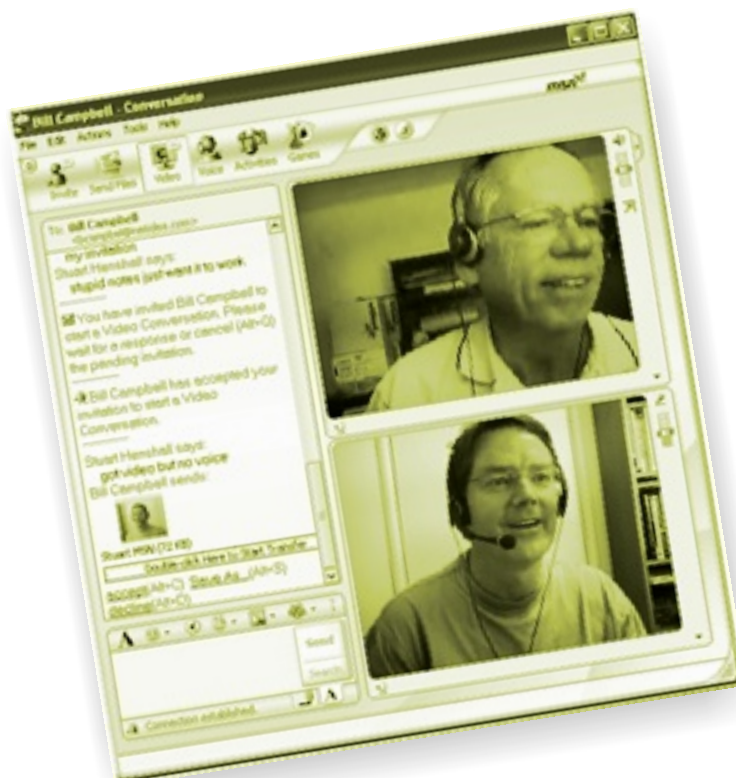 Bill Campbell - Conversation
msn
File Edit Actions Tools Help
Invite Send Files Video Voice Activities Games
To: Bill Campbell
my invitation
Stuart Henshall says:
stupid notes just want it to work
You have invited Bill Campbell to
start a Video Conversation. Please
wait for a response or cancel (Alt+Q)
the pending invitation.
Bill Campbell has accepted your
invitation to start a Video
Conversation.
Stuart Henshall says:
got video but no voice
Bill Campbell sends:
Stuart MSN (72 KB)
Double-click Here to Start Transfer
accept(Alt+C) Save As...(Alt+S)
decline(Alt+D)
A
Send
Search
A
Connection established.